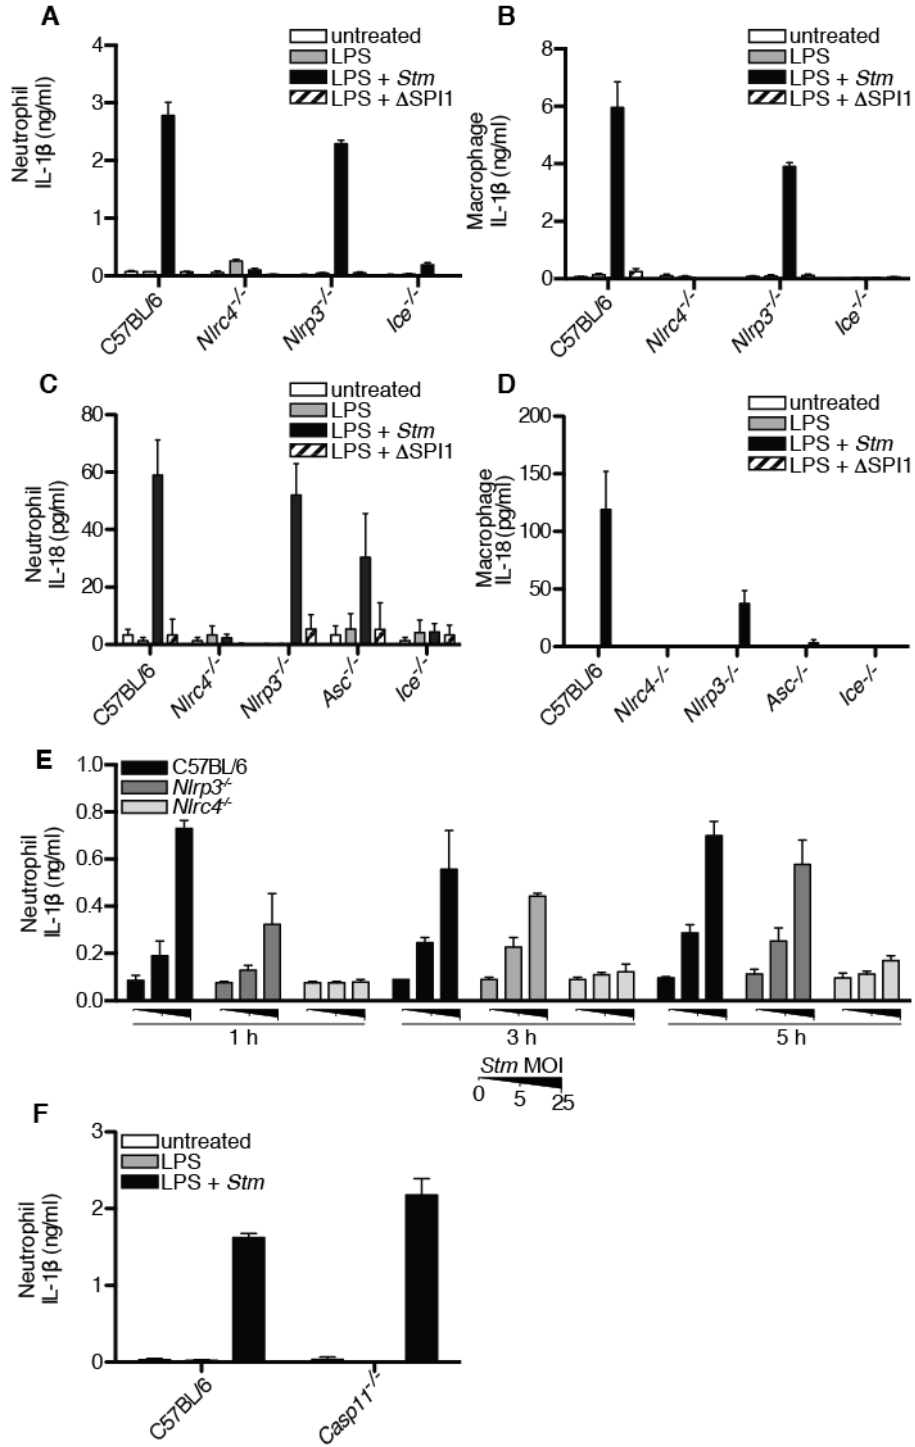 A
Neutrophil
IL-1β (ng/ml)
4
3
2
1
0
untreated
LPS
LPS + Stm
LPS + ΔSPI1
C57BL/6
Nlrc4-/-
Nlrp3-/-
Ice-/-
B
Macrophage
IL-1β (ng/ml)
8
6
4
2
0
untreated
LPS
LPS + Stm
LPS + ΔSPI1
C57BL/6
Nlrc4-/-
Nlrp3-/-
Ice-/-
C
Neutrophil
IL-18 (pg/ml)
80
60
40
20
0
untreated
LPS
LPS + Stm
LPS + ΔSPI1
C57BL/6
Nlrc4-/-
Nlrp3-/-
Asc-/-
Ice-/-
D
Macrophage
IL-18 (pg/ml)
200
150
100
50
0
untreated
LPS
LPS + Stm
LPS + ΔSPI1
C57BL/6
Nlrc4-/-
Nlrp3-/-
Asc-/-
Ice-/-
E
Neutrophil
IL-1β (ng/ml)
1.0
0.8
0.6
0.4
0.2
0.0
C57BL/6
Nlrp3-/-
Nlrc4-/-
1 h
3 h
5 h
Stm MOI
0 5 25
F
Neutrophil
IL-1β (ng/ml)
3
2
1
0
untreated
LPS
LPS + Stm
C57BL/6
Casp11-/-